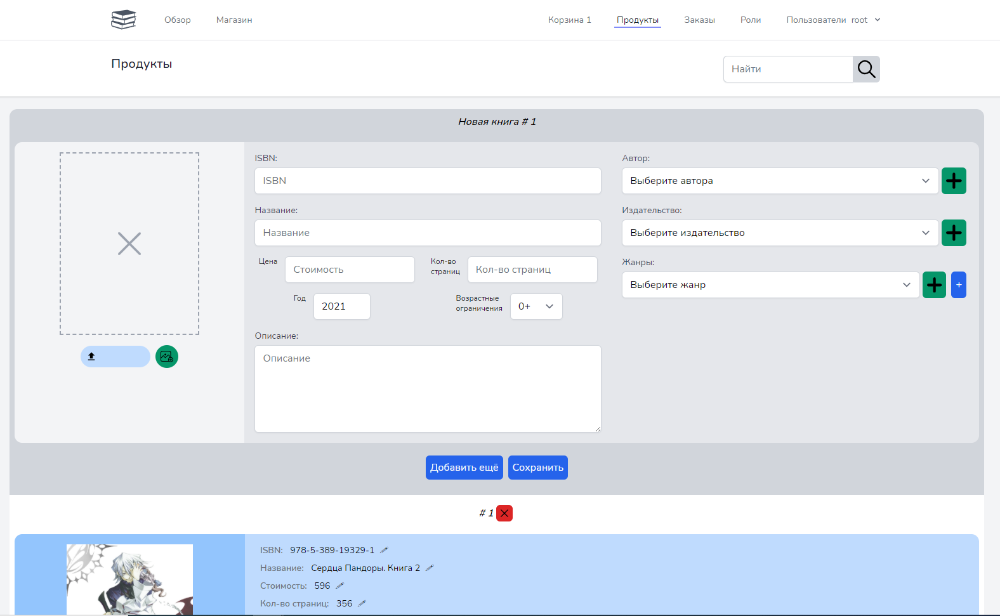 Обзор
Магазин
Корзина 1
Продукты
Заказы
Роли
Пользователи
root
Продукты
Найти
Новая книга # 1
ISBN:
ISBN
Название:
Название
Цена
Стоимость
Кол-во
страниц
Кол-во страниц
Год
2021
Возрастные
ограничения
0+
Описание:
Описание
Автор:
Выберите автора
Издательство:
Выберите издательство
Жанры:
Выберите жанр
+
Добавить ещё
Сохранить
# 1
ISBN: 978-5-389-19329-1
Название: Сердца Пандоры. Книга 2
Стоимость: 596
Кол-во страниц: 356